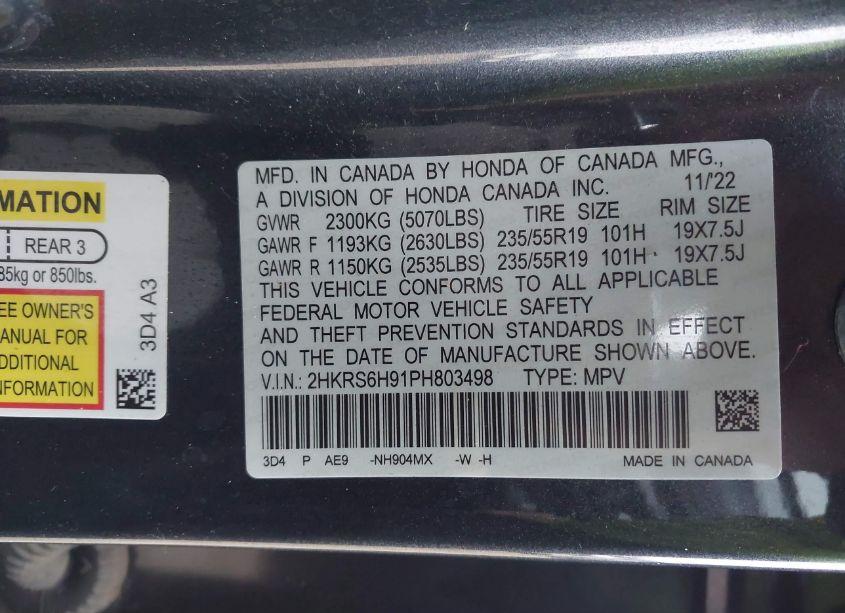 MATION
REAR 3
85kg or 850lbs.
EE OWNER'S
MANUAL FOR
ADDITIONAL
INFORMATION
3D4 A3
MFD. IN CANADA BY HONDA OF CANADA MFG.,
A DIVISION OF HONDA CANADA INC. 11/'22
GVWR 2300KG (5070LBS) TIRE SIZE RIM SIZE
GAWR F 1193KG (2630LBS) 235/55R19 101H 19X7.5J
GAWR R 1150KG (2535LBS) 235/55R19 101H 19X7.5J
THIS VEHICLE CONFORMS TO ALL APPLICABLE
FEDERAL MOTOR VEHICLE SAFETY
AND THEFT PREVENTION STANDARDS IN EFFECT
ON THE DATE OF MANUFACTURE SHOWN ABOVE.
V.I.N.: 2HKRS6H91PH803498 TYPE: MPV
3D4 P AE9 -NH904MX -W -H MADE IN CANADA